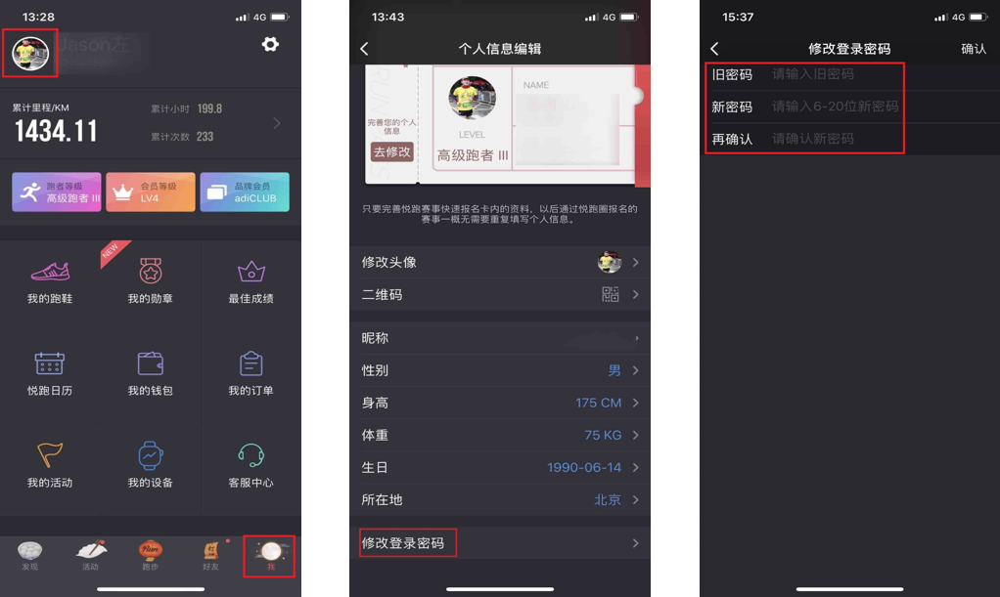 13:28
4G
Jason左
累计里程/KM
1434.11
累计小时 199.8
累计次数 233
跑者等级
高级跑者 III
会员等级
LV4
品牌会员
adiCLUB
NEW
我的跑鞋
我的勋章
最佳成绩
悦跑日历
我的钱包
我的订单
我的活动
我的设备
客服中心
发现
活动
Run
跑步
好友
我
13:43
4G
个人信息编辑
完善您的个人
信息
去修改
LEVEL
高级跑者 III
NAME
只要完善悦跑赛事快速报名卡内的资料，以后通过悦跑圈报名的
赛事一概无需要重复填写个人信息。
修改头像
二维码
昵称
性别 男
身高 175 CM
体重 75 KG
生日 1990-06-14
所在地 北京
修改登录密码
15:37
4G
修改登录密码 确认
旧密码 请输入旧密码
新密码 请输入6-20位新密码
再确认 请确认新密码